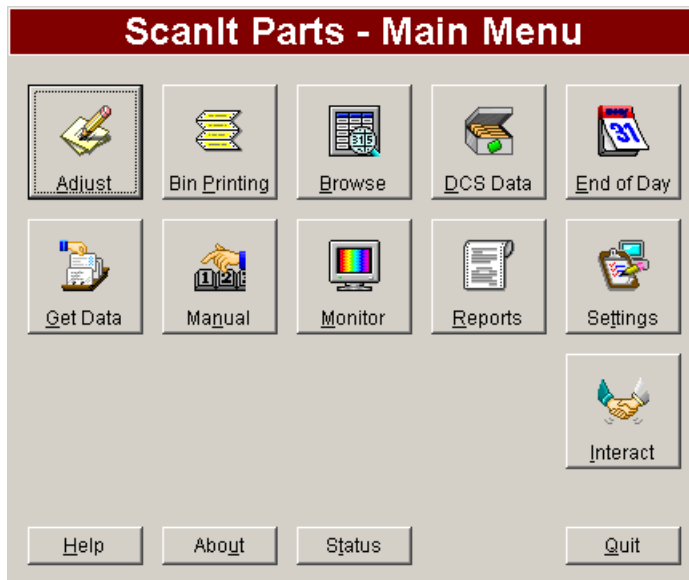 ScanIt Parts - Main Menu
Adjust
Bin Printing
Browse
DCS Data
End of Day
Get Data
Manual
Monitor
Reports
Settings
Interact
Help
About
Status
Quit